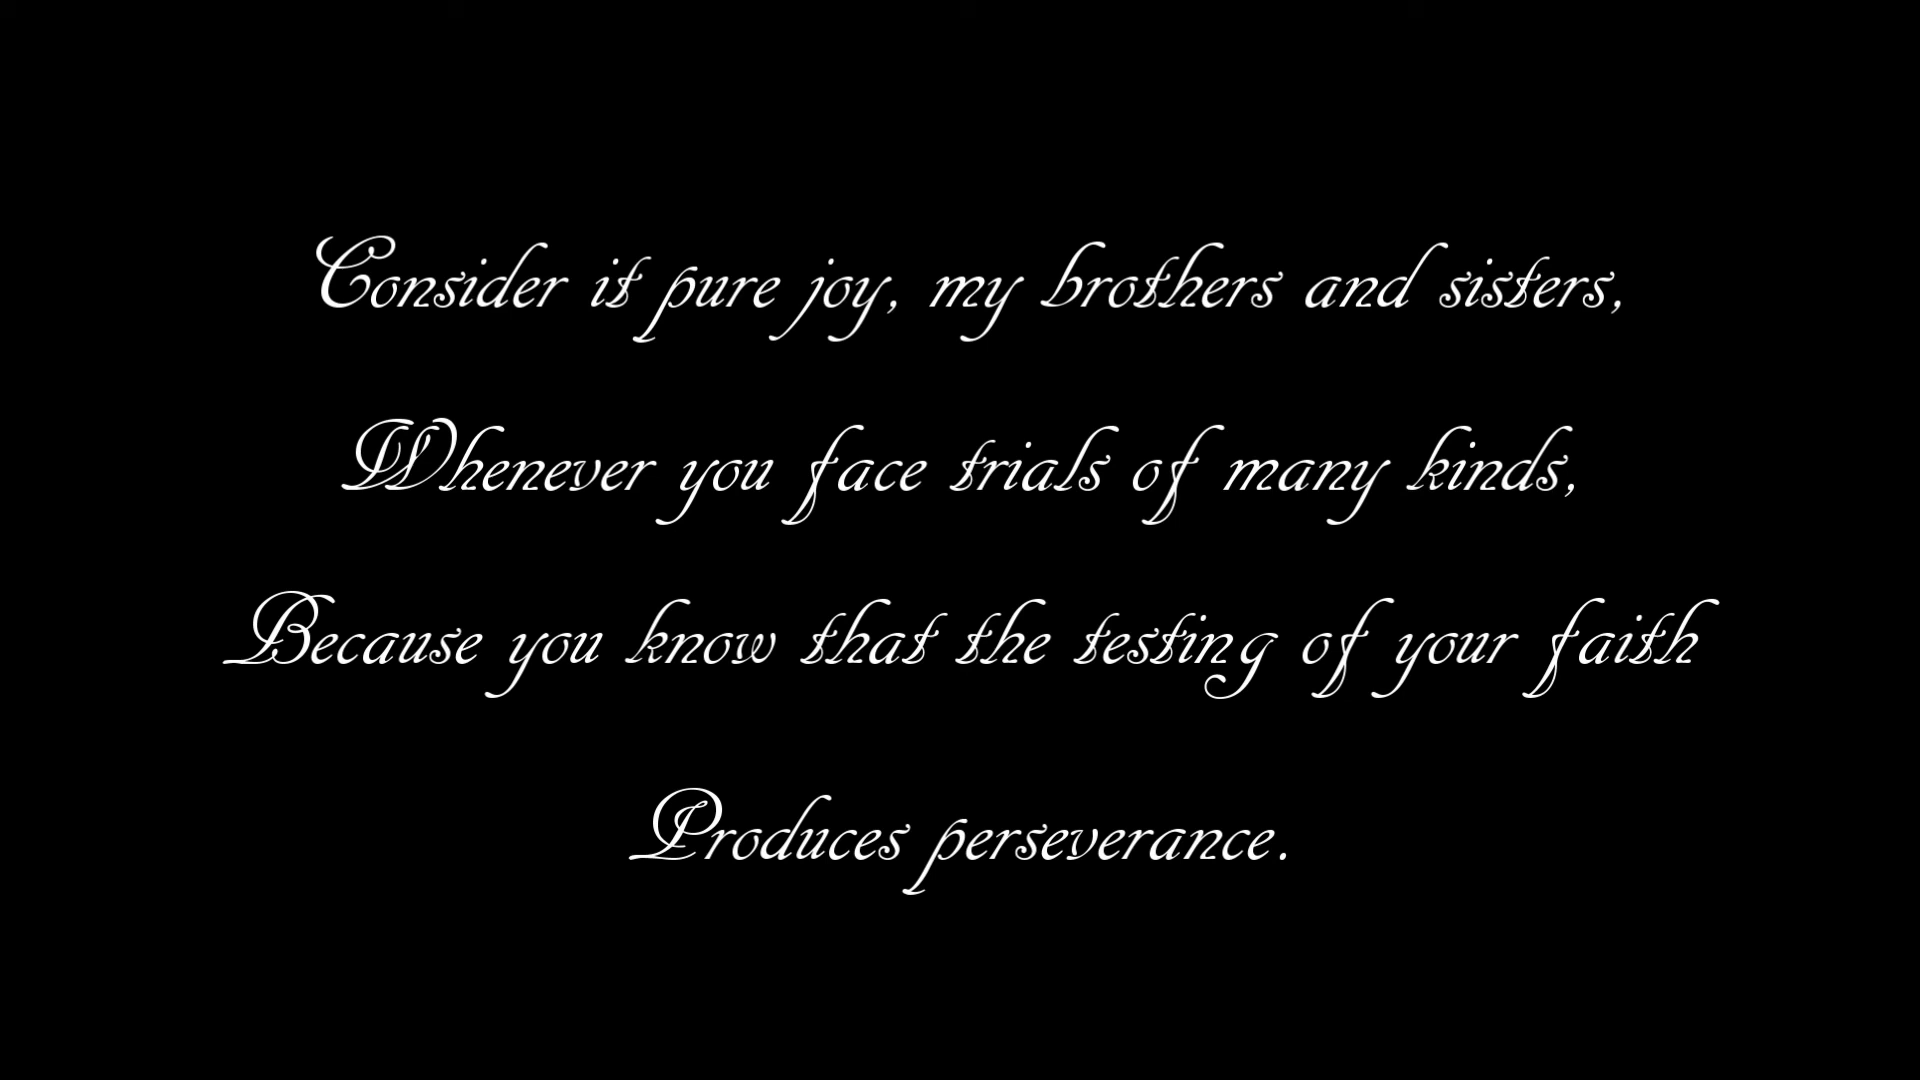 Consider it pure joy, my brothers and sisters,
Whenever you face trials of many kinds,
Because you know that the testing of your faith
Produces perseverance.